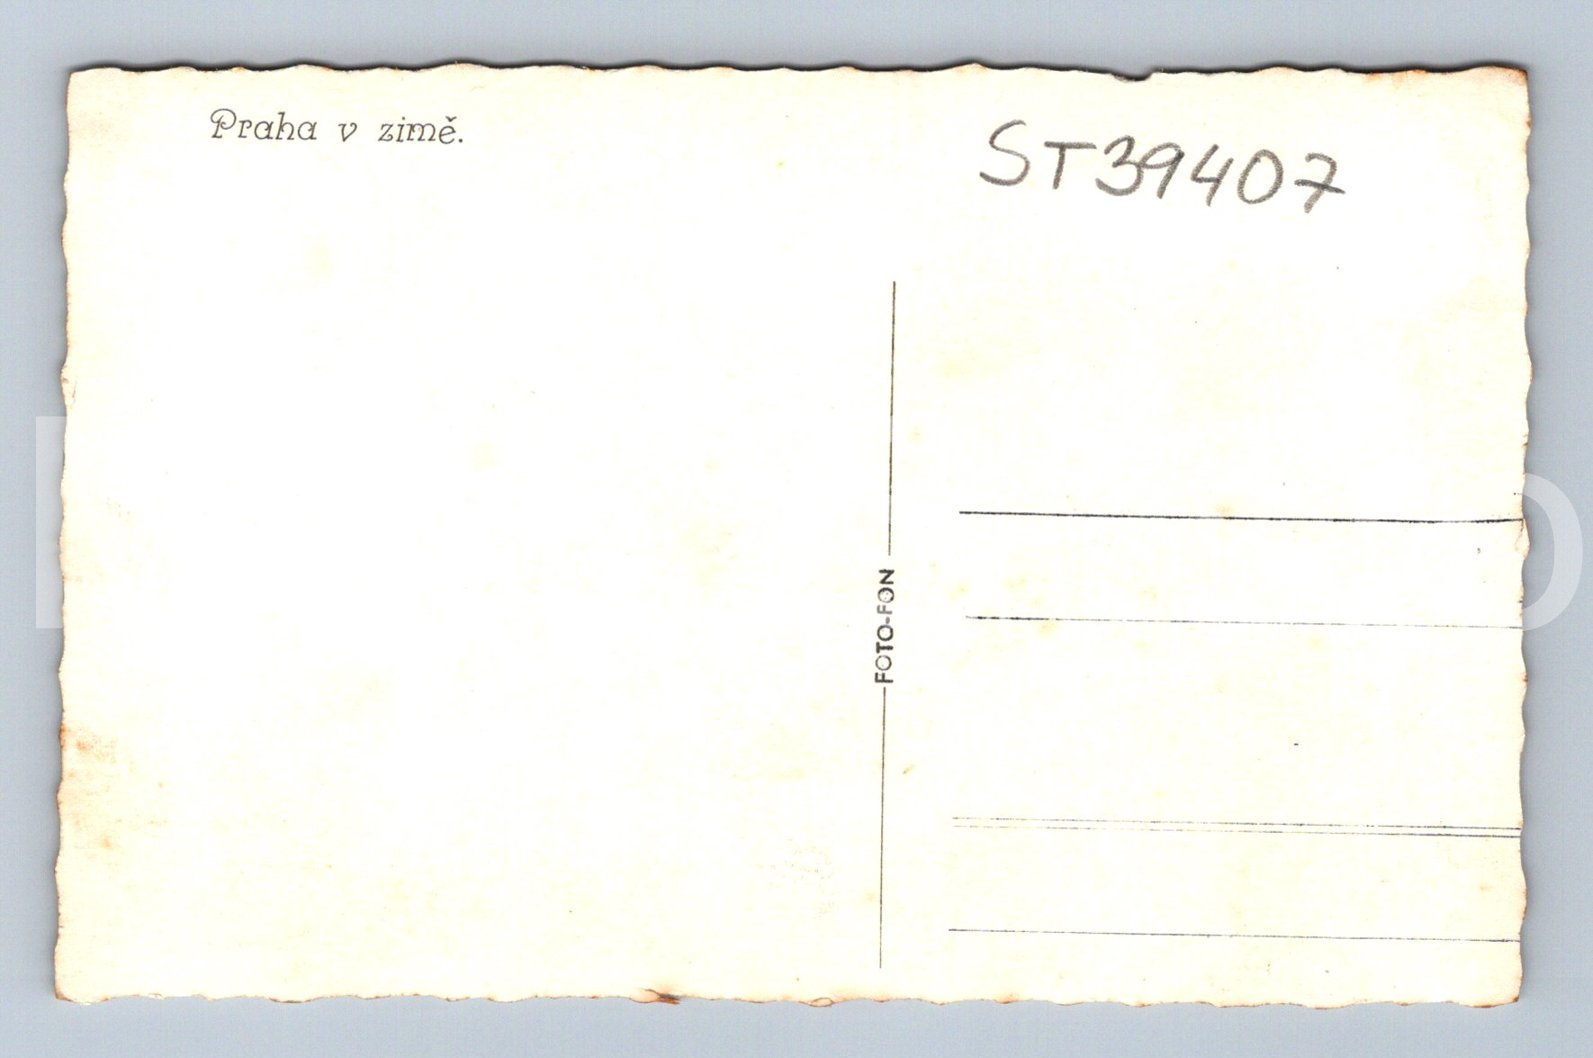 Praha v zimě.
ST39407
FOTO-FON